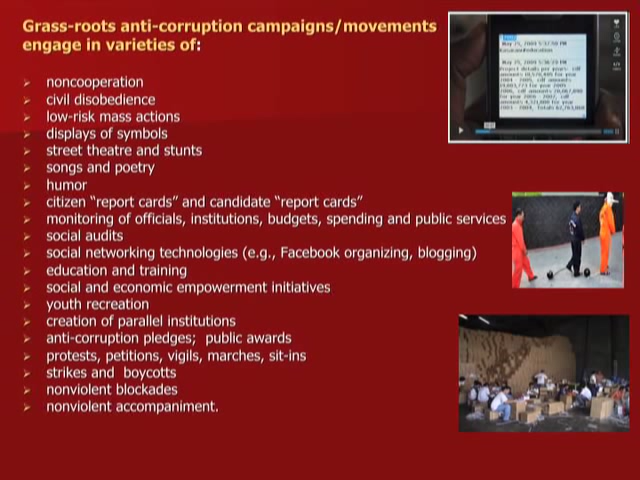 Grass-roots anti-corruption campaigns/movements
engage in varieties of:
noncooperation
civil disobedience
low-risk mass actions
displays of symbols
street theatre and stunts
songs and poetry
humor
citizen “report cards” and candidate “report cards”
monitoring of officials, institutions, budgets, spending and public services
social audits
social networking technologies (e.g., Facebook organizing, blogging)
education and training
social and economic empowerment initiatives
youth recreation
creation of parallel institutions
anti-corruption pledges; public awards
protests, petitions, vigils, marches, sit-ins
strikes and boycotts
nonviolent blockades
nonviolent accompaniment.